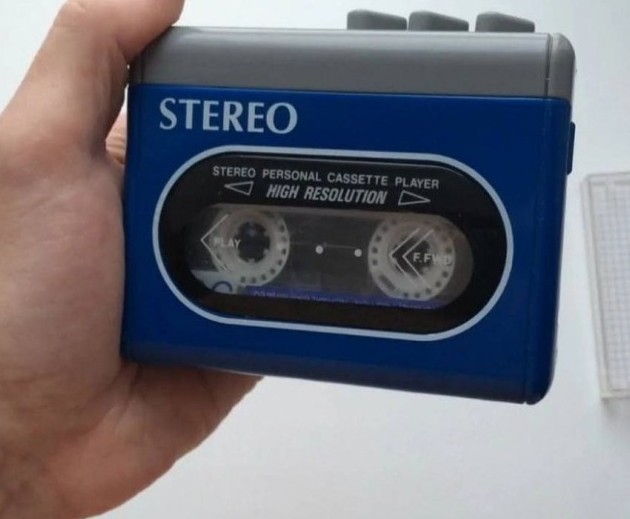 STEREO
STEREO PERSONAL CASSETTE PLAYER
HIGH RESOLUTION
PLAY
F.FWD